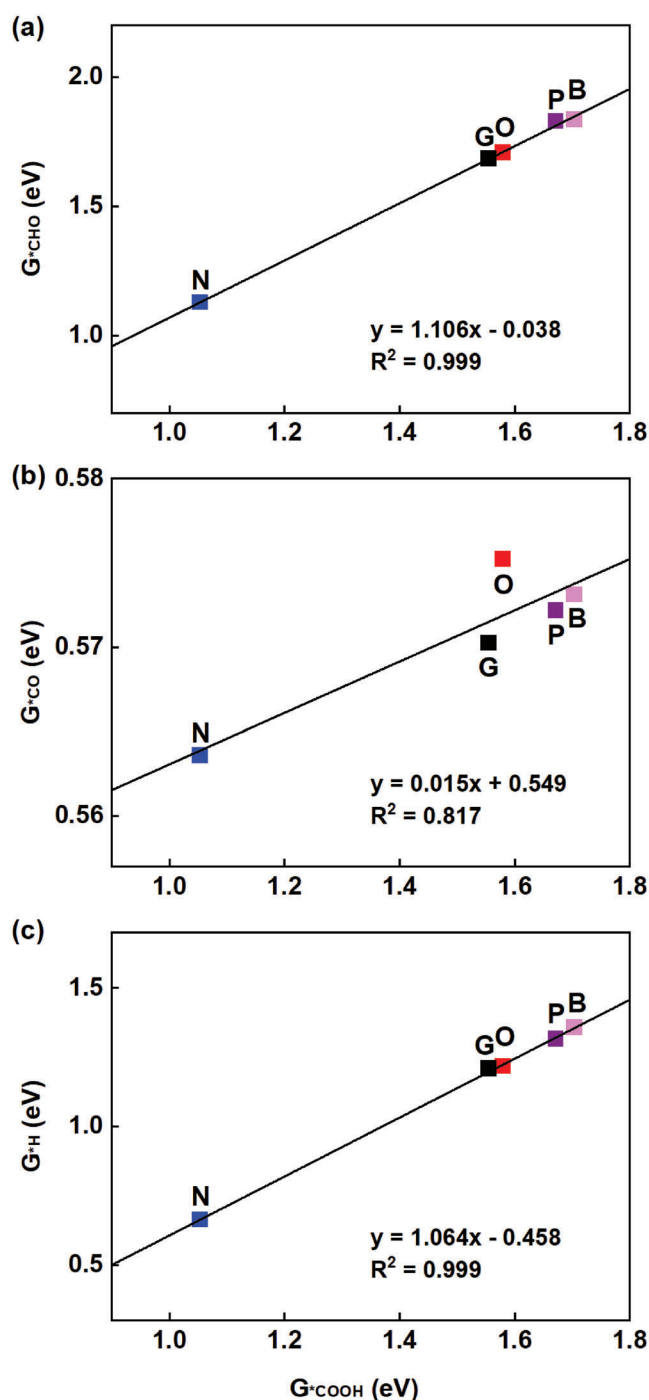 (a)
2.0
1.5
1.0
G*CHO (eV)
N
G O P B
y = 1.106x - 0.038
R² = 0.999
1.0 1.2 1.4 1.6 1.8
(b)
0.58
0.57
0.56
G*CO (eV)
N
O
G
P B
y = 0.015x + 0.549
R² = 0.817
1.0 1.2 1.4 1.6 1.8
(c)
1.5
1.0
0.5
G*H (eV)
N
G O P B
y = 1.064x - 0.458
R² = 0.999
1.0 1.2 1.4 1.6 1.8
G*COOH (eV)